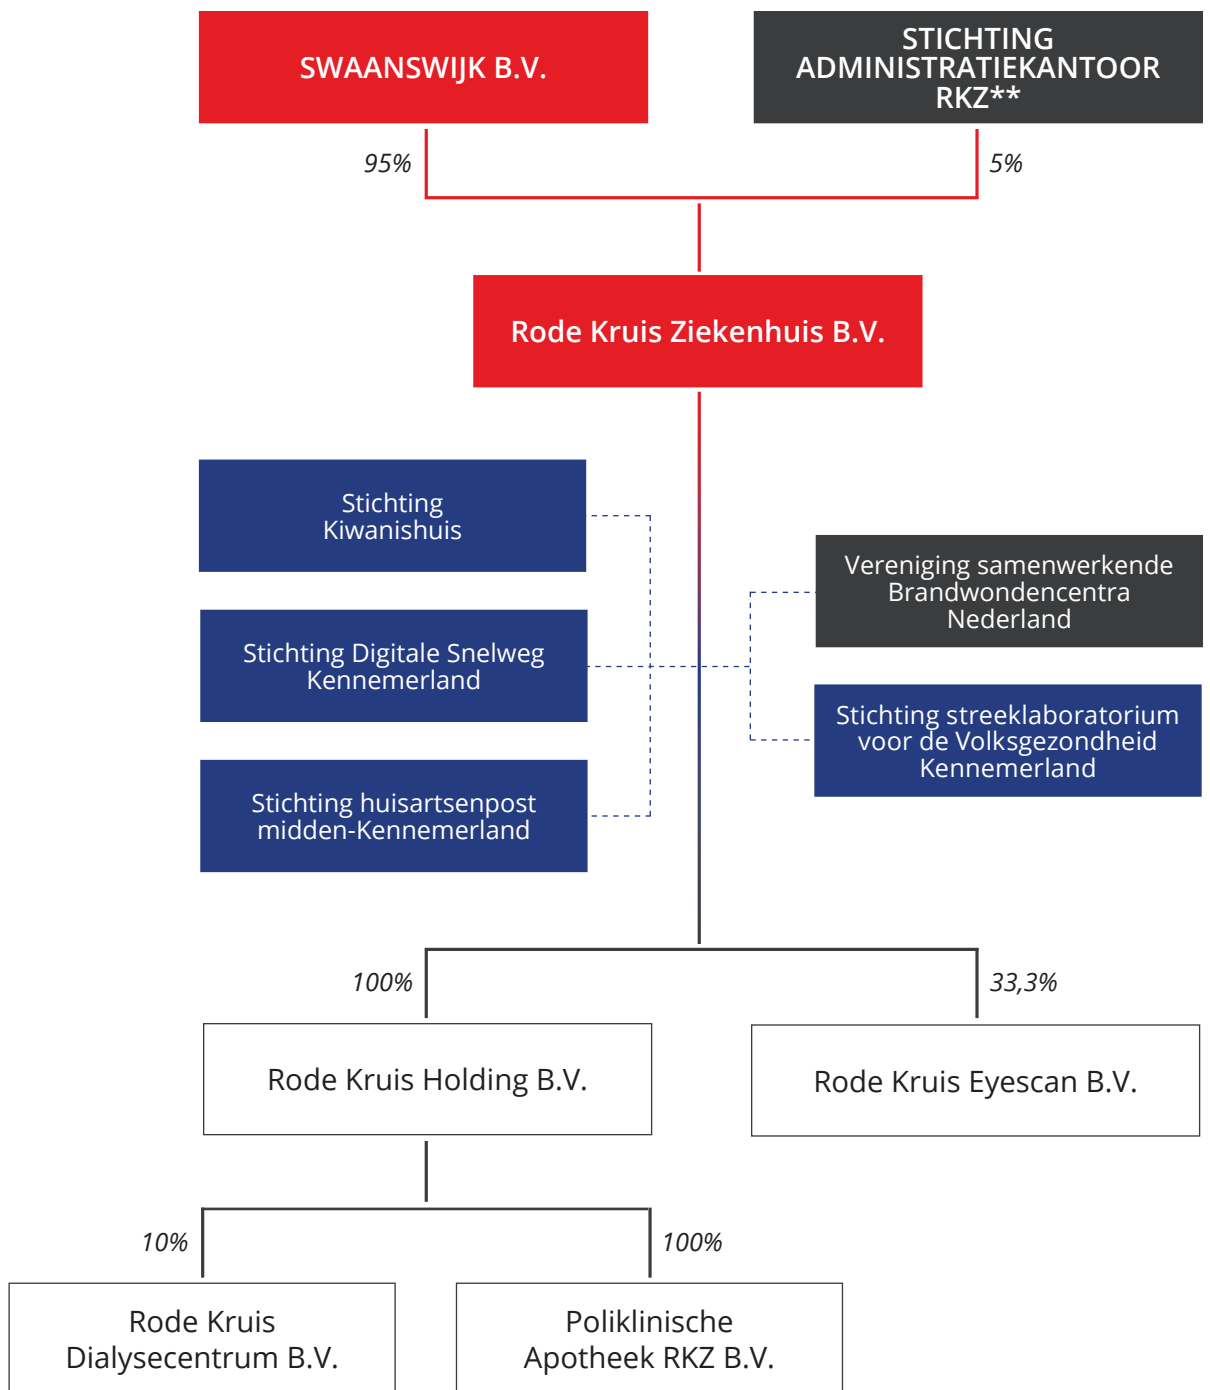 SWAANSWIJK B.V.
STICHTING
ADMINISTRATIEKANTOOR
RKZ**
95%
5%
Rode Kruis Ziekenhuis B.V.
Stichting
Kiwanishuis
Vereniging samenwerkende
Brandwondencentra
Nederland
Stichting Digitale Snelweg
Kennemerland
Stichting streeklaboratorium
voor de Volksgezondheid
Kennemerland
Stichting huisartsenpost
midden-Kennemerland
100%
33,3%
Rode Kruis Holding B.V.
Rode Kruis Eyescan B.V.
10%
100%
Rode Kruis
Dialysecentrum B.V.
Poliklinische
Apotheek RKZ B.V.